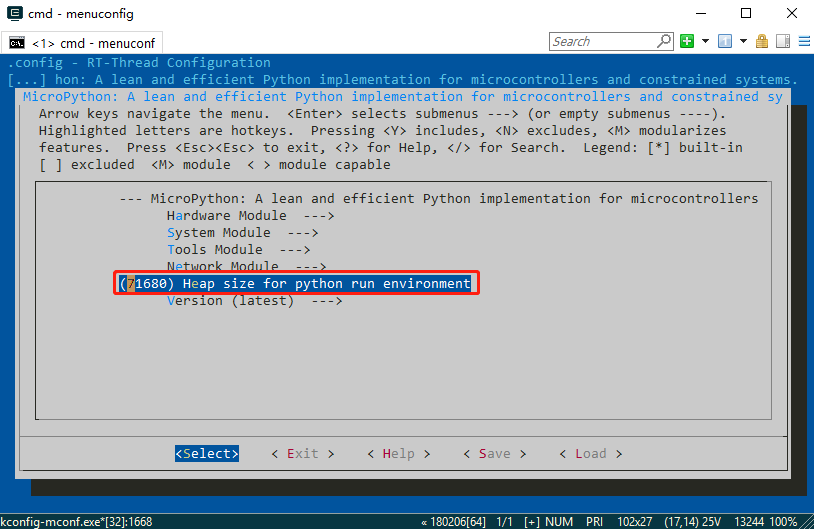 cmd - menuconfig
<1> cmd - menuconf
Search
.config - RT-Thread Configuration
[...] hon: A lean and efficient Python implementation for microcontrollers and constrained systems.
MicroPython: A lean and efficient Python implementation for microcontrollers and constrained sy
Arrow keys navigate the menu.  <Enter> selects submenus ---> (or empty submenus ----).
Highlighted letters are hotkeys.  Pressing <Y> includes, <N> excludes, <M> modularizes
features.  Press <Esc><Esc> to exit, <?> for Help, </> for Search.  Legend: [*] built-in
[ ] excluded  <M> module  < > module capable
--- MicroPython: A lean and efficient Python implementation for microcontrollers
Hardware Module  --->
System Module  --->
Tools Module  --->
Network Module  --->
(71680) Heap size for python run environment
Version (latest)  --->
<Select>    < Exit >    < Help >    < Save >    < Load >
kconfig-mconf.exe*[32]:1668    « 180206[64]  1/1  [+] NUM  PRI  102x27  (17,14) 25V  13244 100%